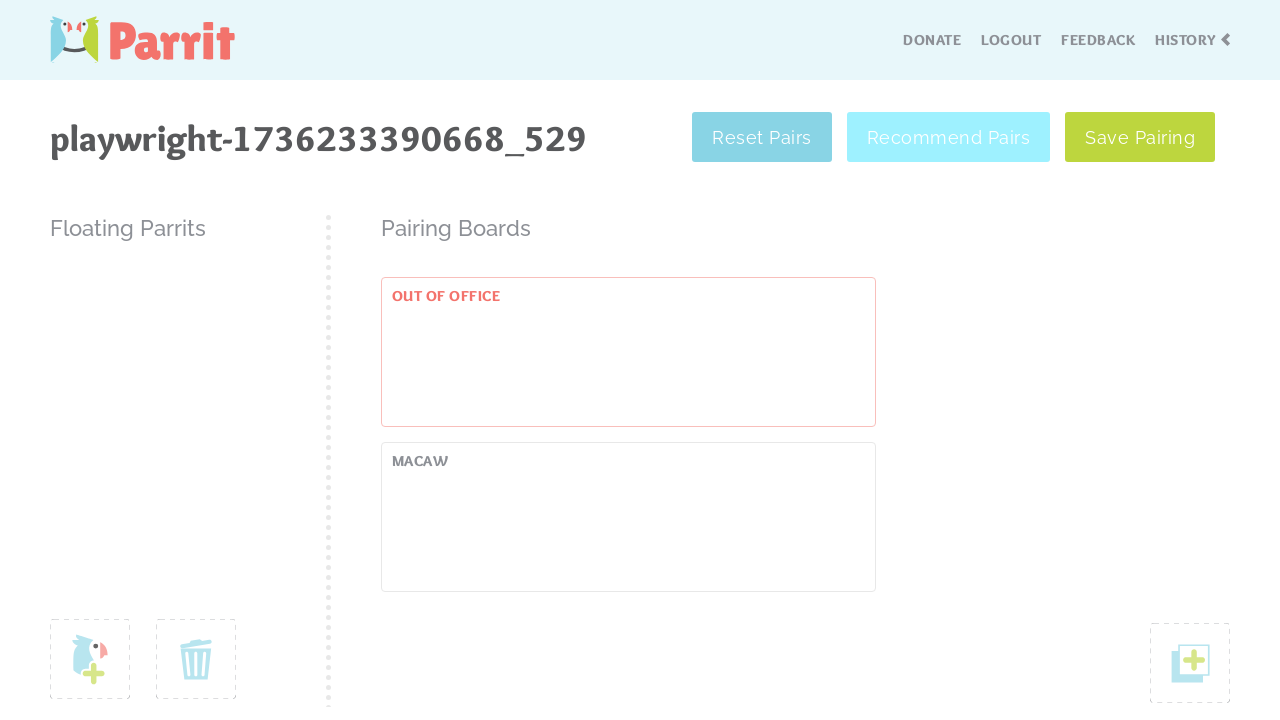 Parrit
DONATE LOGOUT FEEDBACK HISTORY
playwright-1736233390668_529
Reset Pairs
Recommend Pairs
Save Pairing
Floating Parrits
Pairing Boards
OUT OF OFFICE
MACAW